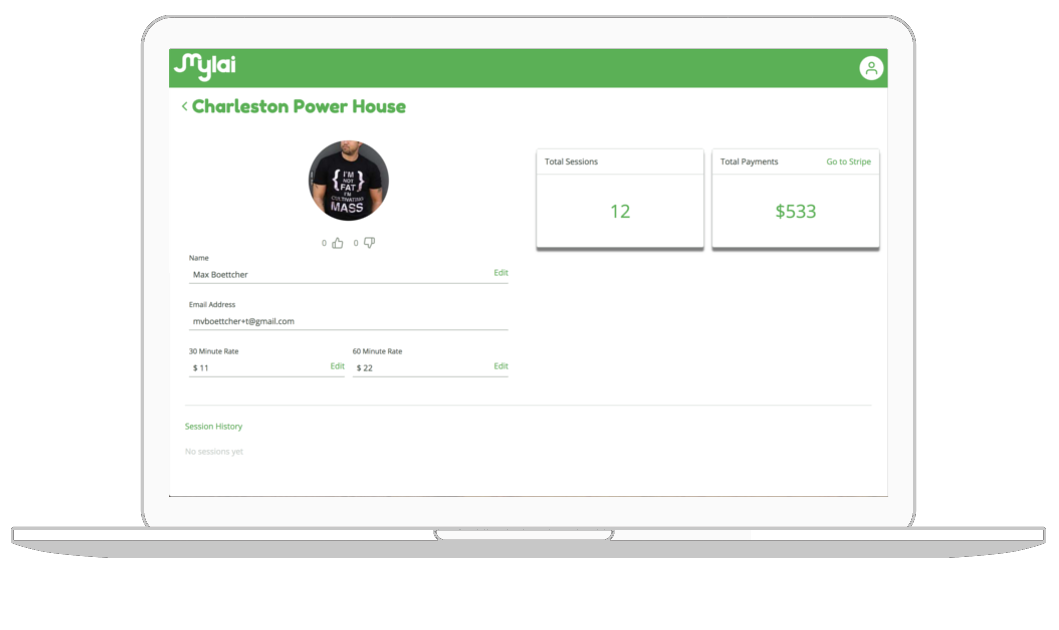 Mylai
< Charleston Power House
I'M
NOT
FAT
I'M
CULTIVATING
MASS
0 0
Name
Max Boettcher Edit
Email Address
mvboettcher+t@gmail.com
30 Minute Rate 60 Minute Rate
$ 11 Edit $ 22 Edit
Total Sessions
12
Total Payments Go to Stripe
$533
Session History
No sessions yet